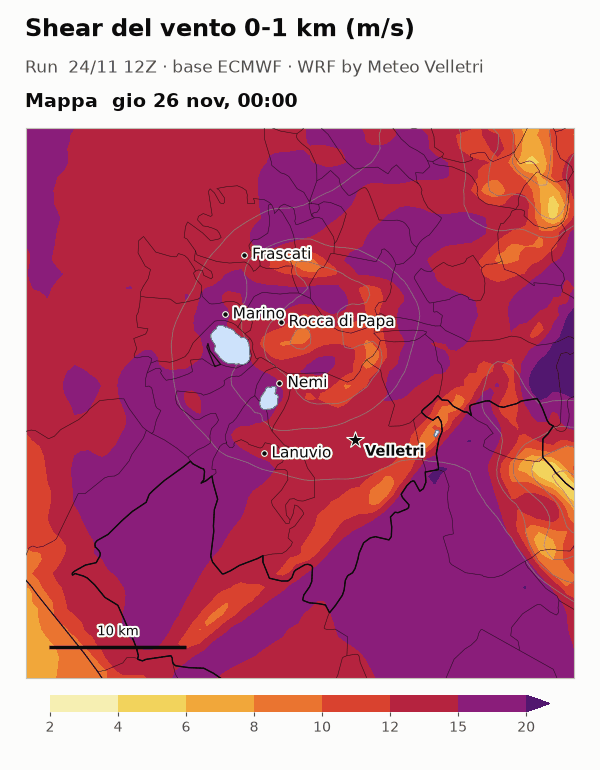 Shear del vento 0-1 km (m/s)
Run  24/11 12Z · base ECMWF · WRF by Meteo Velletri
Mappa  gio 26 nov, 00:00
Frascati
Marino
Rocca di Papa
Nemi
Velletri
Lanuvio
10 km
2 4 6 8 10 12 15 20